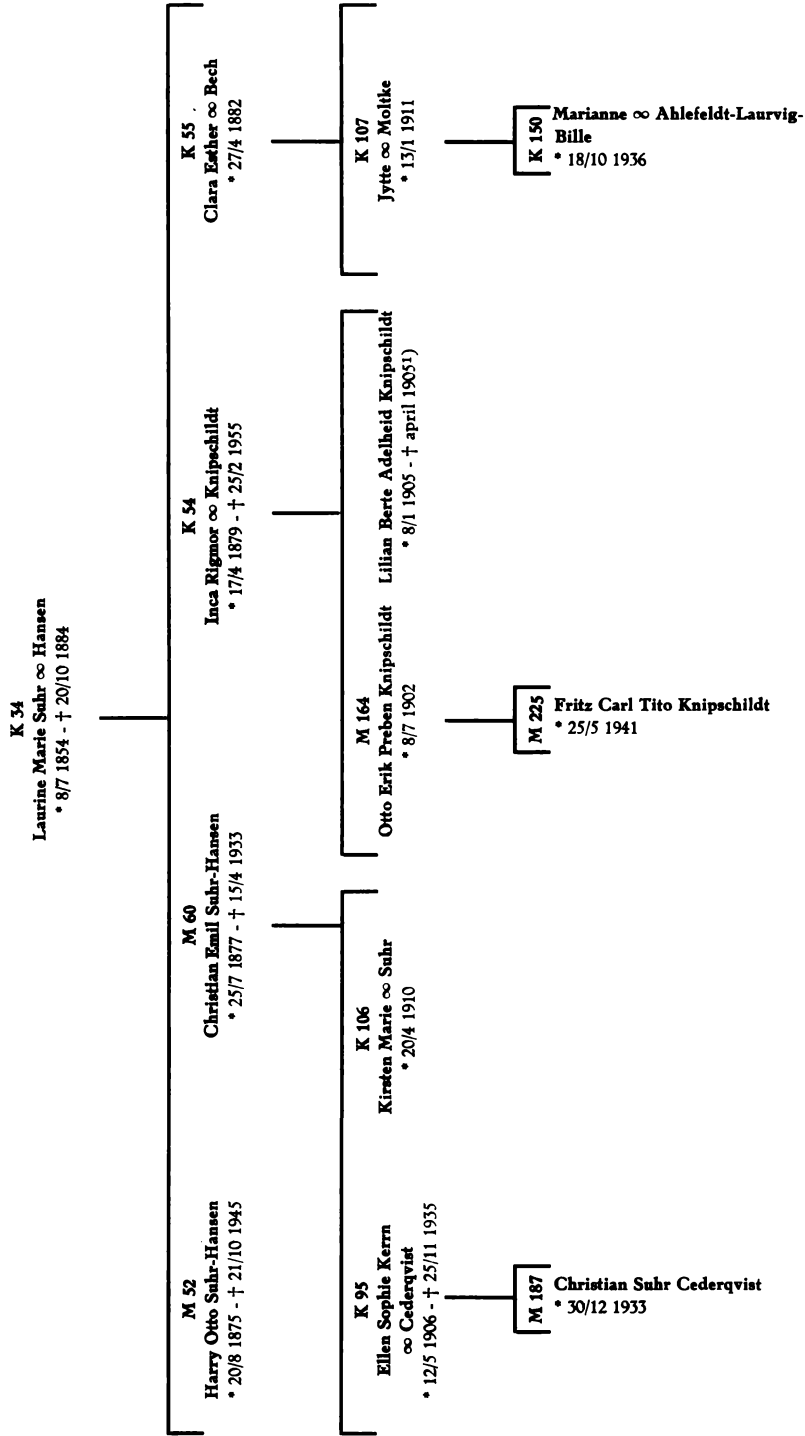 K 34
Laurine Marie Suhr ∞ Hansen
* 8/7 1854 - † 20/10 1884
M 52
Harry Otto Suhr-Hansen
* 20/8 1875 - † 21/10 1945
M 60
Christian Emil Suhr-Hansen
* 25/7 1877 - † 15/4 1933
K 54
Inca Rigmor ∞ Knipschildt
* 17/4 1879 - † 25/2 1955
K 55
Clara Esther ∞ Bech
* 27/4 1882
K 95
Ellen Sophie Kerrn
∞ Cederqvist
* 12/5 1906 - † 25/11 1935
K 106
Kirsten Marie ∞ Suhr
* 20/4 1910
M 164
Otto Erik Preben Knipschildt
* 8/7 1902
Lilian Berte Adelheid Knipschildt
* 8/1 1905 - † april 1905¹)
K 107
Jytte ∞ Moltke
* 13/1 1911
M 187
Christian Suhr Cederqvist
* 30/12 1933
M 225
Fritz Carl Tito Knipschildt
* 25/5 1941
K 150
Marianne ∞ Ahlefeldt-Laurvig-
Bille
* 18/10 1936